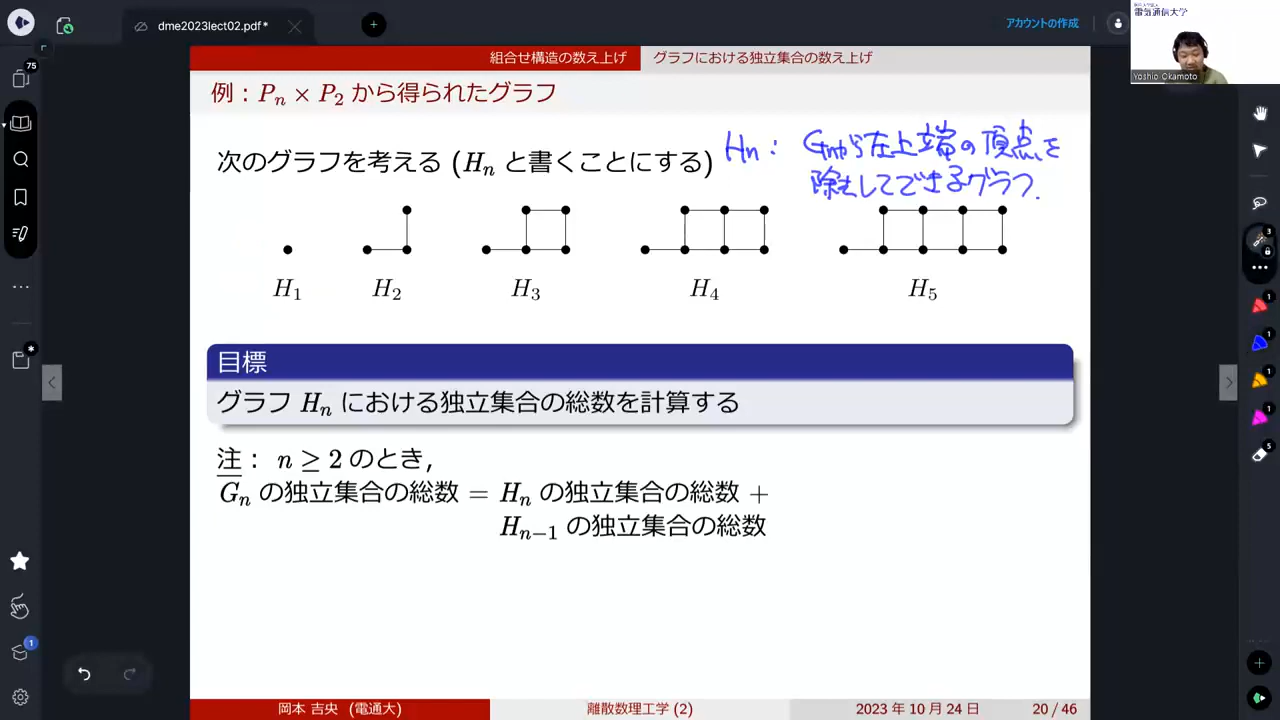 dme2023lect02.pdf*
アカウントの作成
電気通信大学
Yoshio Okamoto
75
組合せ構造の数え上げ
グラフにおける独立集合の数え上げ
例：Pn × P2 から得られたグラフ
次のグラフを考える (Hn と書くことにする)
Hn : Gnから左上端の頂点を
除去してできるグラフ.
H1 H2 H3 H4 H5
目標
グラフ Hn における独立集合の総数を計算する
注： n ≥ 2 のとき,
Gn の独立集合の総数 = Hn の独立集合の総数 +
Hn−1 の独立集合の総数
岡本 吉央 (電通大)
離散数理工学 (2)
2023 年 10 月 24 日
20 / 46
3
1
1
1
1
5
1